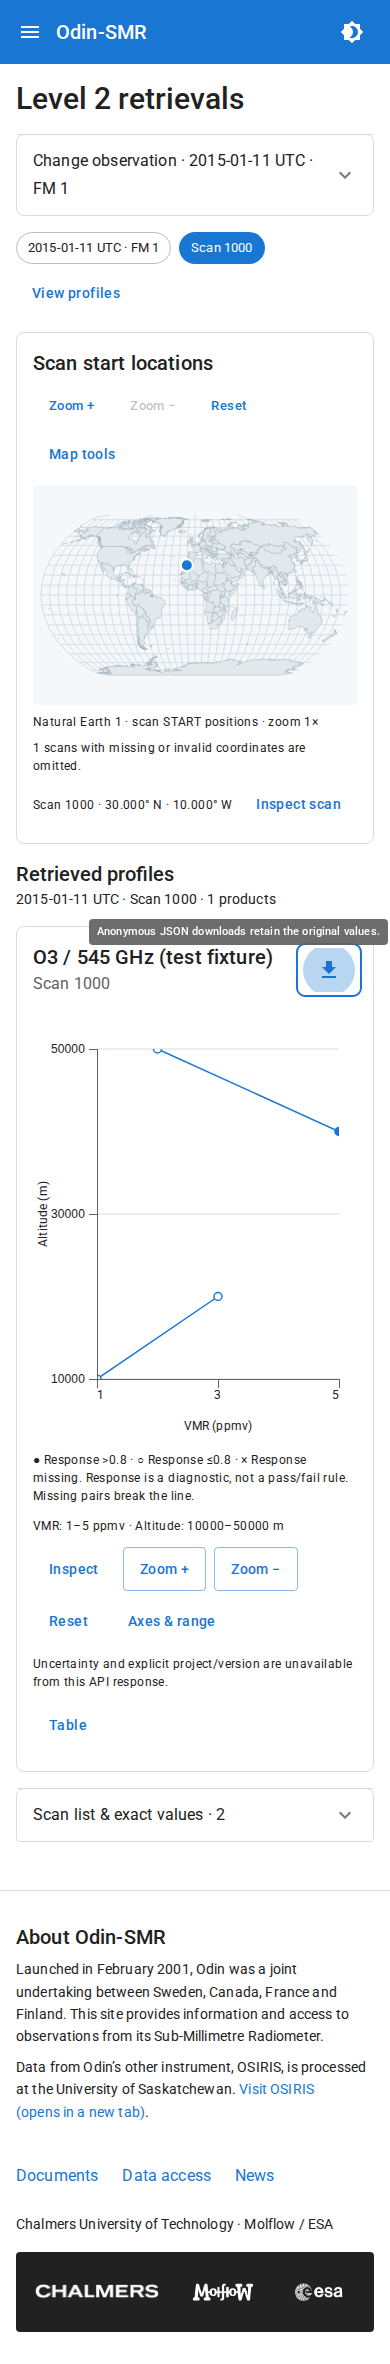 Odin-SMR
Level 2 retrievals
Change observation · 2015-01-11 UTC ·
FM 1
2015-01-11 UTC · FM 1
Scan 1000
View profiles
Scan start locations
Zoom +
Zoom −
Reset
Map tools
Natural Earth 1 · scan START positions · zoom 1×
1 scans with missing or invalid coordinates are
omitted.
Scan 1000 · 30.000° N · 10.000° W
Inspect scan
Retrieved profiles
2015-01-11 UTC · Scan 1000 · 1 products
Anonymous JSON downloads retain the original values.
O3 / 545 GHz (test fixture)
Scan 1000
50000
30000
10000
Altitude (m)
1
3
5
VMR (ppmv)
● Response >0.8 · ○ Response ≤0.8 · × Response
missing. Response is a diagnostic, not a pass/fail rule.
Missing pairs break the line.
VMR: 1–5 ppmv · Altitude: 10000–50000 m
Inspect
Zoom +
Zoom −
Reset
Axes & range
Uncertainty and explicit project/version are unavailable
from this API response.
Table
Scan list & exact values · 2
About Odin-SMR
Launched in February 2001, Odin was a joint
undertaking between Sweden, Canada, France and
Finland. This site provides information and access to
observations from its Sub-Millimetre Radiometer.
Data from Odin's other instrument, OSIRIS, is processed
at the University of Saskatchewan. Visit OSIRIS
(opens in a new tab).
Documents
Data access
News
Chalmers University of Technology · Molflow / ESA
CHALMERS
Molflow
esa